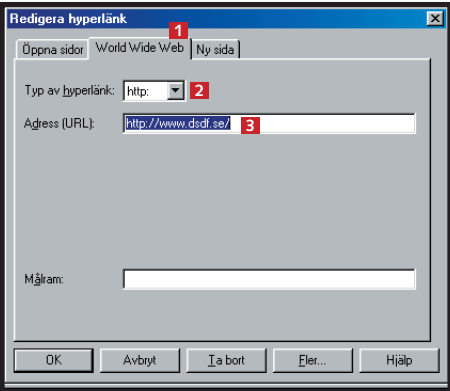 Redigera hyperlänk
1
Öppna sidor World Wide Web Ny sida
Typ av hyperlänk: http: 2
Adress (URL): http://www.dsdf.se/ 3
Målram:
OK Avbryt Ta bort Fler... Hjälp